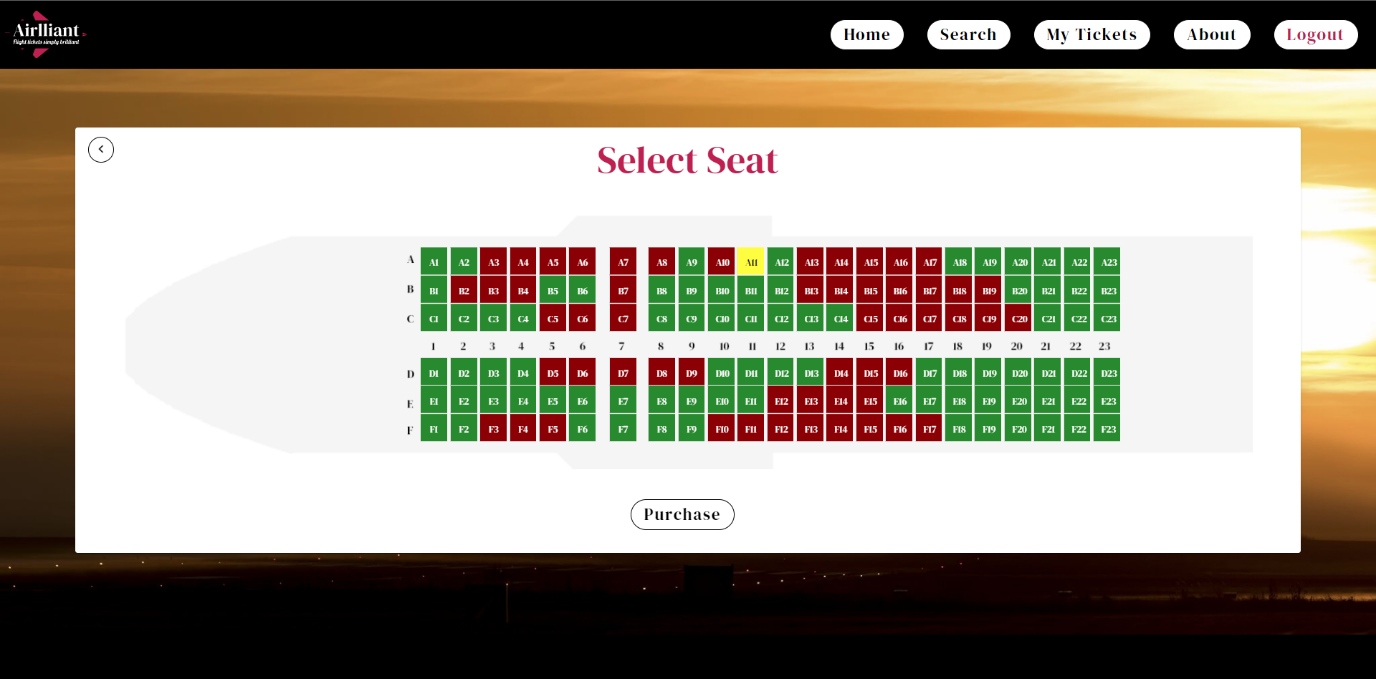 Airlliant
flight tickets simply brilliant
Home Search My Tickets About Logout
Select Seat
A A1 A2 A3 A4 A5 A6 A7 A8 A9 A10 A11 A12 A13 A14 A15 A16 A17 A18 A19 A20 A21 A22 A23
B B1 B2 B3 B4 B5 B6 B7 B8 B9 B10 B11 B12 B13 B14 B15 B16 B17 B18 B19 B20 B21 B22 B23
C C1 C2 C3 C4 C5 C6 C7 C8 C9 C10 C11 C12 C13 C14 C15 C16 C17 C18 C19 C20 C21 C22 C23
1 2 3 4 5 6 7 8 9 10 11 12 13 14 15 16 17 18 19 20 21 22 23
D D1 D2 D3 D4 D5 D6 D7 D8 D9 D10 D11 D12 D13 D14 D15 D16 D17 D18 D19 D20 D21 D22 D23
E E1 E2 E3 E4 E5 E6 E7 E8 E9 E10 E11 E12 E13 E14 E15 E16 E17 E18 E19 E20 E21 E22 E23
F F1 F2 F3 F4 F5 F6 F7 F8 F9 F10 F11 F12 F13 F14 F15 F16 F17 F18 F19 F20 F21 F22 F23
Purchase